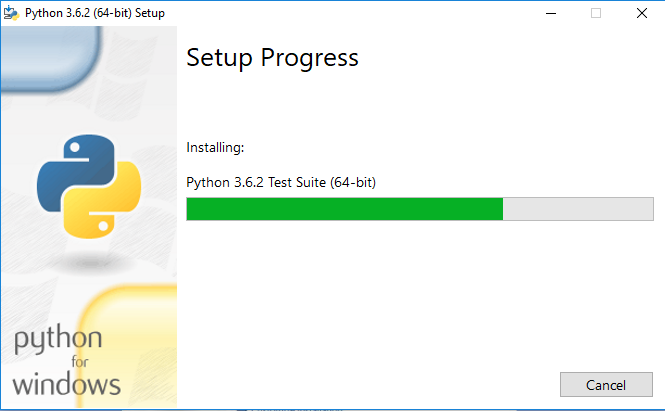 Python 3.6.2 (64-bit) Setup
Setup Progress
Installing:
Python 3.6.2 Test Suite (64-bit)
python
for
windows
Cancel